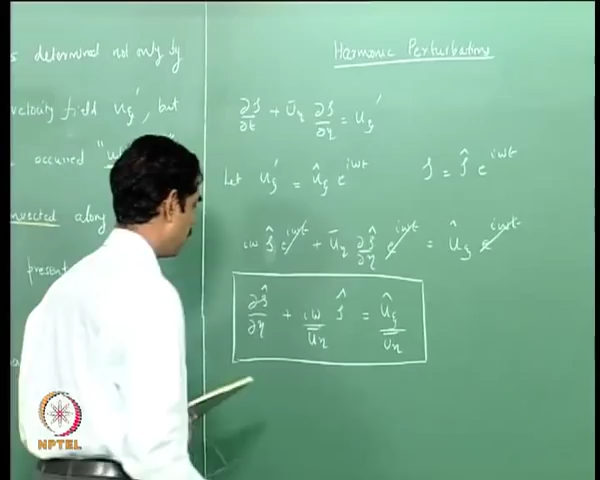 s determined not only by
velocity field u_ξ', but
occurred "
nvected along
present
Harmonic Perturbations
∂ζ/∂t + Ū_η ∂ζ/∂η = u_ξ'
Let u_ξ' = û_ξ e^{iωt}    ζ = ζ̂ e^{iωt}
iω ζ̂ e^{iωt} + Ū_η ∂ζ̂/∂η e^{iωt} = û_ξ e^{iωt}
∂ζ̂/∂η + iω/Ū_η ζ̂ = û_ξ/Ū_η
NPTEL